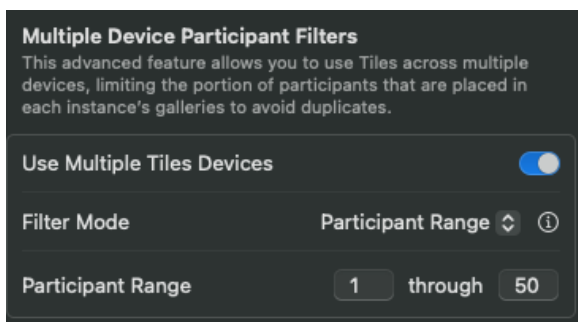 Multiple Device Participant Filters
This advanced feature allows you to use Tiles across multiple
devices, limiting the portion of participants that are placed in
each instance's galleries to avoid duplicates.
Use Multiple Tiles Devices
Filter Mode Participant Range
Participant Range 1 through 50